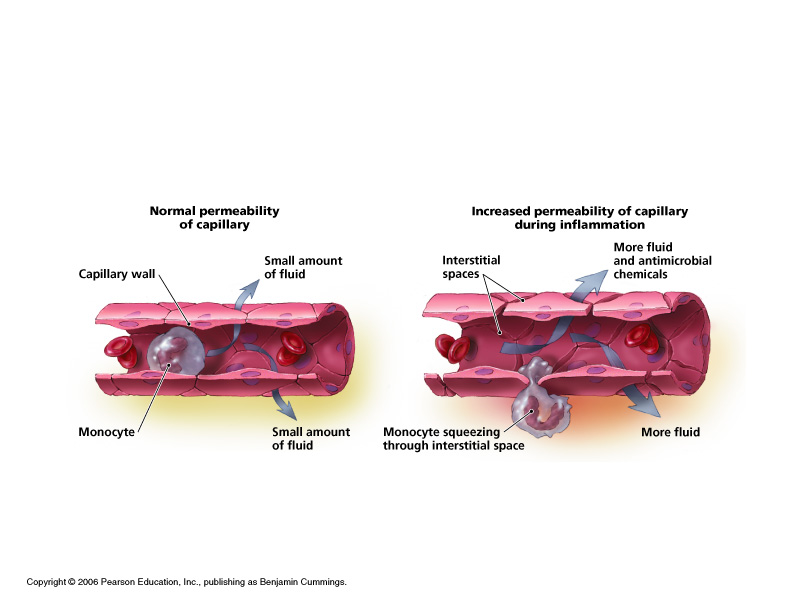 Normal permeability
of capillary
Capillary wall
Small amount
of fluid
Monocyte
Small amount
of fluid
Increased permeability of capillary
during inflammation
Interstitial
spaces
More fluid
and antimicrobial
chemicals
Monocyte squeezing
through interstitial space
More fluid
Copyright © 2006 Pearson Education, Inc., publishing as Benjamin Cummings.